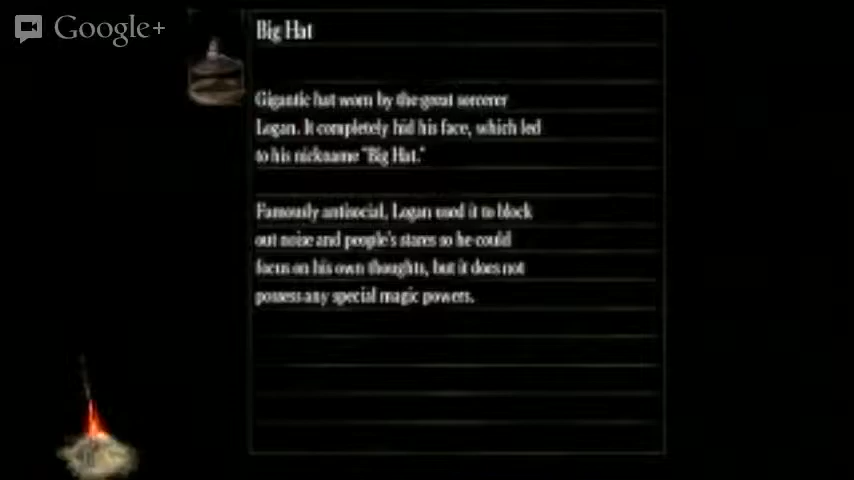 Google+
Big Hat
Gigantic hat worn by the great sorcerer
Logan. It completely hid his face, which led
to his nickname "Big Hat."
Famously antisocial, Logan used it to block
out noise and people's stares so he could
focus on his own thoughts, but it does not
possess any special magic powers.